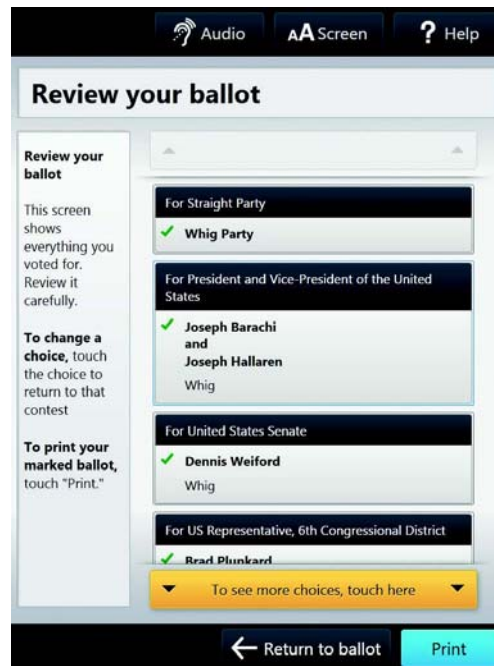 Audio
AA Screen
? Help
Review your ballot
Review your
ballot
This screen
shows
everything you
voted for.
Review it
carefully.
To change a
choice, touch
the choice to
return to that
contest
To print your
marked ballot,
touch "Print."
For Straight Party
Whig Party
For President and Vice-President of the United
States
Joseph Barachi
and
Joseph Hallaren
Whig
For United States Senate
Dennis Weiford
Whig
For US Representative, 6th Congressional District
Brad Plunkard
To see more choices, touch here
Return to ballot
Print